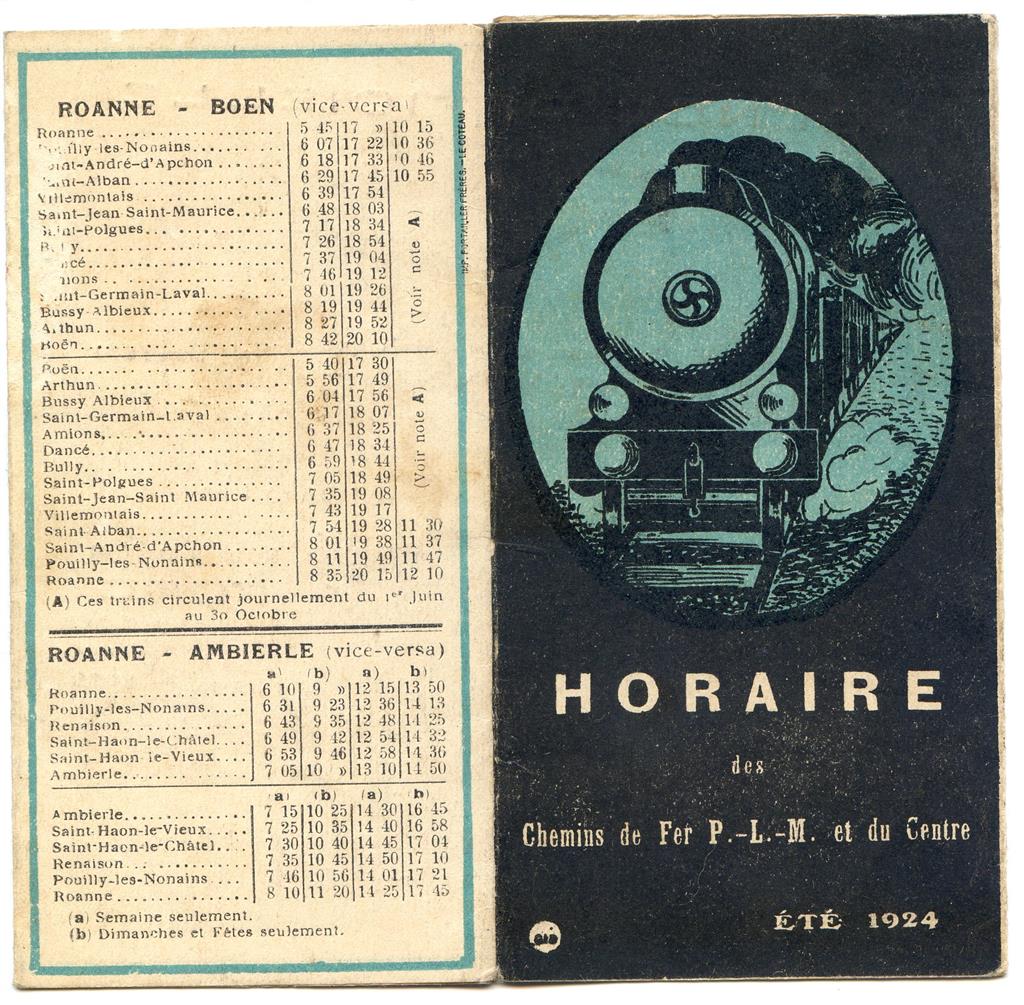 ROANNE - BOEN (vice-versa)
Roanne .......... 5 45 | 17 » | 10 15
Pouilly-les-Nonains .......... 6 07 | 17 22 | 10 36
Saint-André-d'Apchon .......... 6 18 | 17 33 | 10 46
Saint-Alban .......... 6 29 | 17 45 | 10 55
Villemontais .......... 6 39 | 17 54
Saint-Jean Saint-Maurice .......... 6 48 | 18 03
Saint-Polgues .......... 7 17 | 18 34
Bully .......... 7 26 | 18 54
Dancé .......... 7 37 | 19 04
Amions .......... 7 46 | 19 12
Saint-Germain-Laval .......... 8 01 | 19 26
Bussy-Albieux .......... 8 19 | 19 44
Arthun .......... 8 27 | 19 52
Boën .......... 8 42 | 20 10
(Voir note A)
Boën .......... 5 40 | 17 30
Arthun .......... 5 56 | 17 49
Bussy Albieux .......... 6 04 | 17 56
Saint-Germain-Laval .......... 6 17 | 18 07
Amions .......... 6 37 | 18 25
Dancé .......... 6 47 | 18 34
Bully .......... 6 59 | 18 44
Saint-Polgues .......... 7 05 | 18 49
Saint-Jean-Saint Maurice .... 7 35 | 19 08
Villemontais .......... 7 43 | 19 17
Saint Alban .......... 7 54 | 19 28 | 11 30
Saint-André-d'Apchon .......... 8 01 | 19 38 | 11 37
Pouilly-les-Nonains .......... 8 11 | 19 49 | 11 47
Roanne .......... 8 35 | 20 15 | 12 10
(Voir note A)
(A) Ces trains circulent journellement du 1er Juin
au 30 Octobre
ROANNE - AMBIERLE (vice-versa)
a) (b) a) b)
Roanne .......... 6 10 | 9 » | 12 15 | 13 50
Pouilly-les-Nonains ..... 6 31 | 9 23 | 12 36 | 14 13
Renaison .......... 6 43 | 9 35 | 12 48 | 14 25
Saint-Haon-le-Châtel .... 6 49 | 9 42 | 12 54 | 14 32
Saint-Haon le-Vieux .... 6 53 | 9 46 | 12 58 | 14 36
Ambierle .......... 7 05 | 10 » | 13 10 | 14 50
(a) (b) (a) b)
Ambierle .......... 7 15 | 10 25 | 14 30 | 16 45
Saint-Haon-le-Vieux ..... 7 25 | 10 35 | 14 40 | 16 58
Saint-Haon-le-Châtel .... 7 30 | 10 40 | 14 45 | 17 04
Renaison .......... 7 35 | 10 45 | 14 50 | 17 10
Pouilly-les-Nonains .... 7 46 | 10 56 | 14 01 | 17 21
Roanne .......... 8 10 | 11 20 | 14 25 | 17 45
(a) Semaine seulement.
(b) Dimanches et Fêtes seulement.
IMP. FRÈRES. — LE COTEAU.
HORAIRE
des
Chemins de Fer P.-L.-M. et du Centre
ÉTÉ 1924